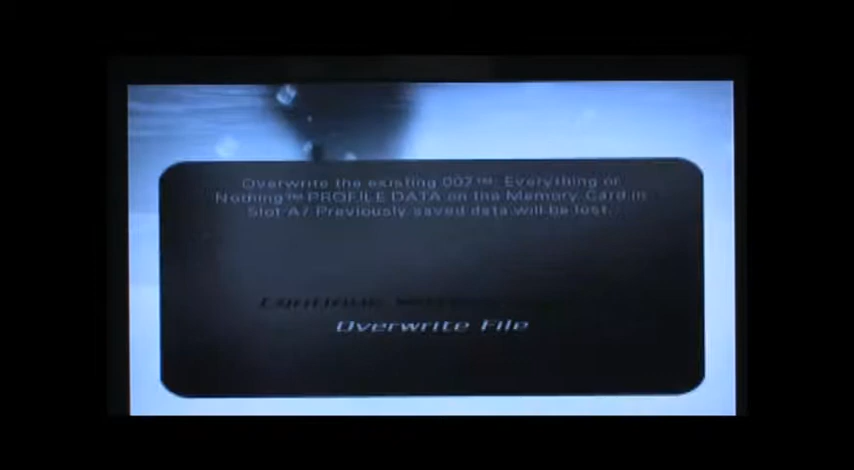 Overwrite the existing 007™: Everything or
Nothing™ PROFILE DATA on the Memory Card in
Slot A? Previously saved data will be lost.
Continue
Overwrite File